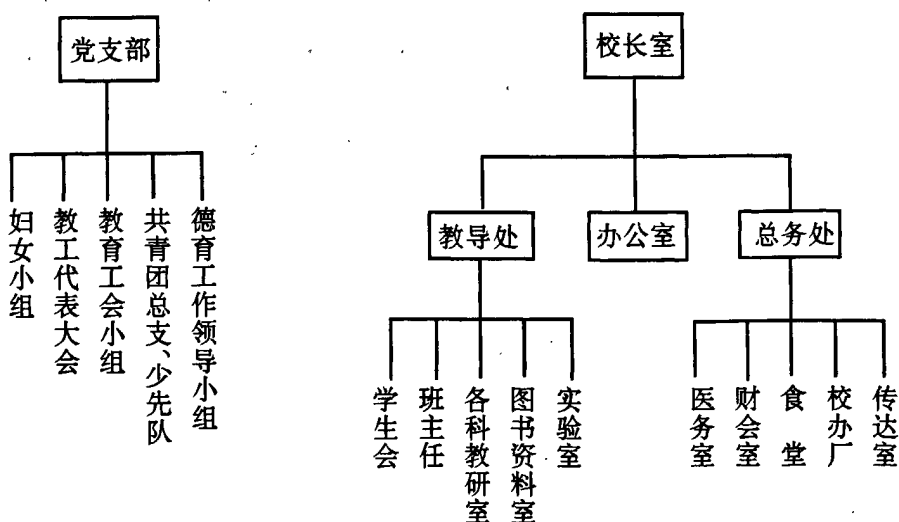 党支部
校长室
教导处
办公室
总务处
妇女小组
教工代表大会
教育工会小组
共青团总支、少先队
德育工作领导小组
学生会
班主任
各科教研室
图书资料室
实验室
医务室
财会室
食堂
校办厂
传达室